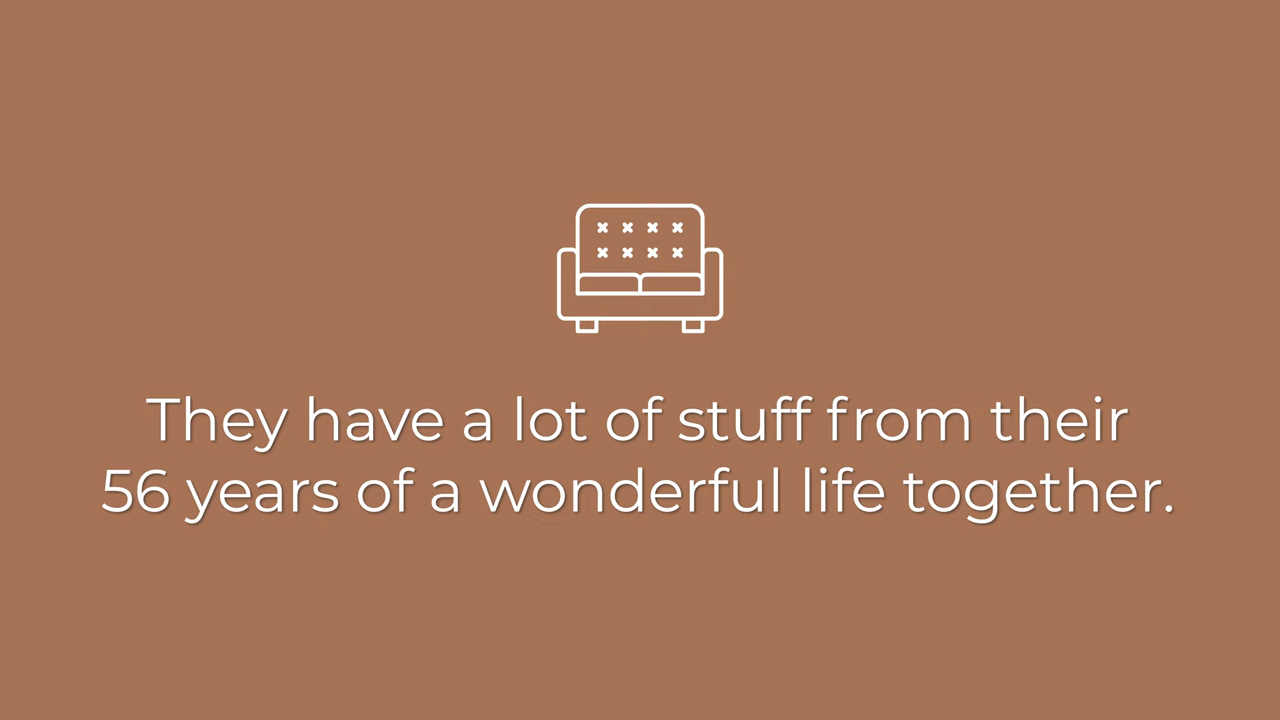 They have a lot of stuff from their
56 years of a wonderful life together.